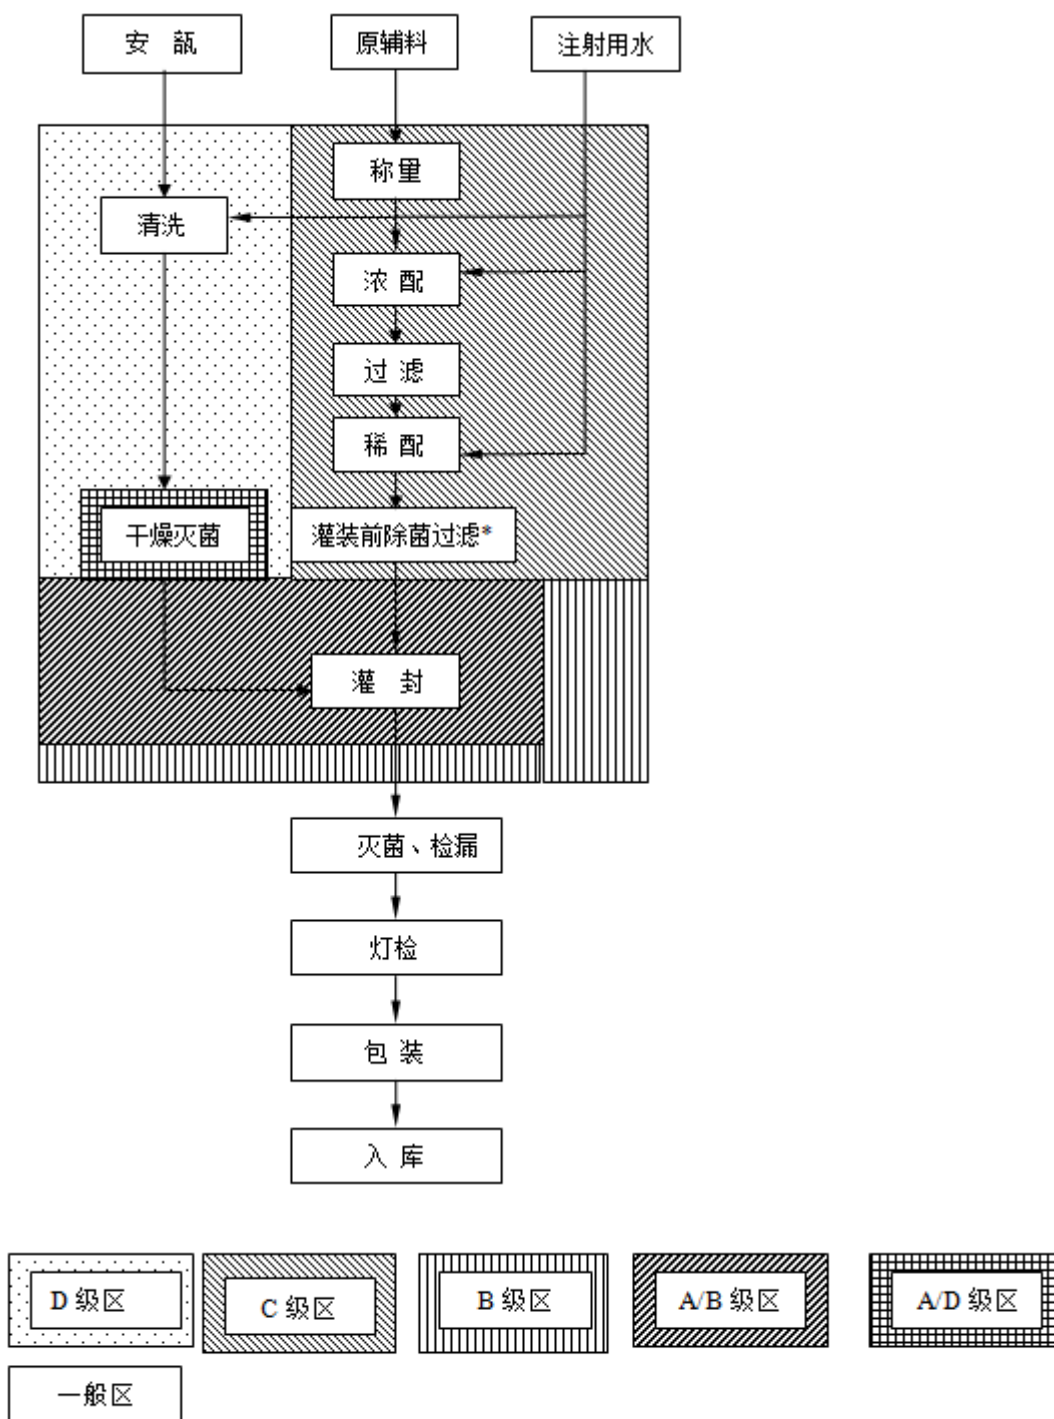 安 瓿
原辅料
注射用水
称量
清洗
浓 配
过 滤
稀 配
干燥灭菌
灌装前除菌过滤*
灌 封
灭菌、检漏
灯检
包 装
入 库
D 级区
C 级区
B 级区
A/B 级区
A/D 级区
一般区